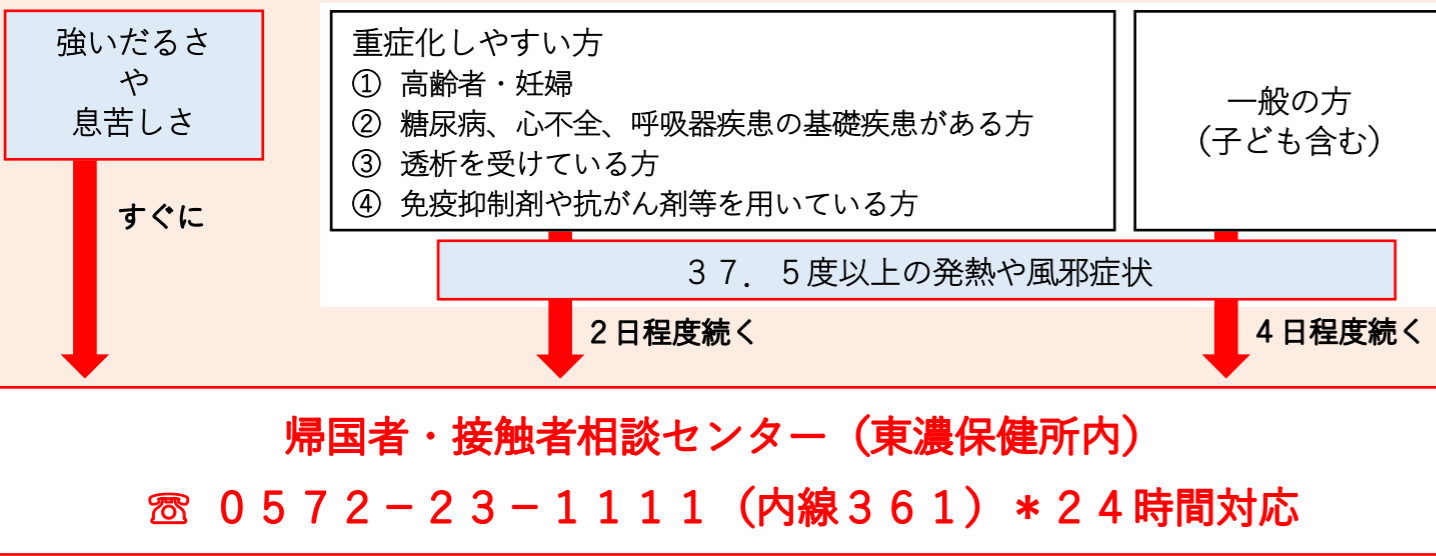 強いだるさ
や
息苦しさ
すぐに
重症化しやすい方
① 高齢者・妊婦
② 糖尿病、心不全、呼吸器疾患の基礎疾患がある方
③ 透析を受けている方
④ 免疫抑制剤や抗がん剤等を用いている方
一般の方
(子ども含む)
３７．５度以上の発熱や風邪症状
２日程度続く
４日程度続く
帰国者・接触者相談センター（東濃保健所内）
☎ ０５７２－２３－１１１１（内線３６１）＊２４時間対応